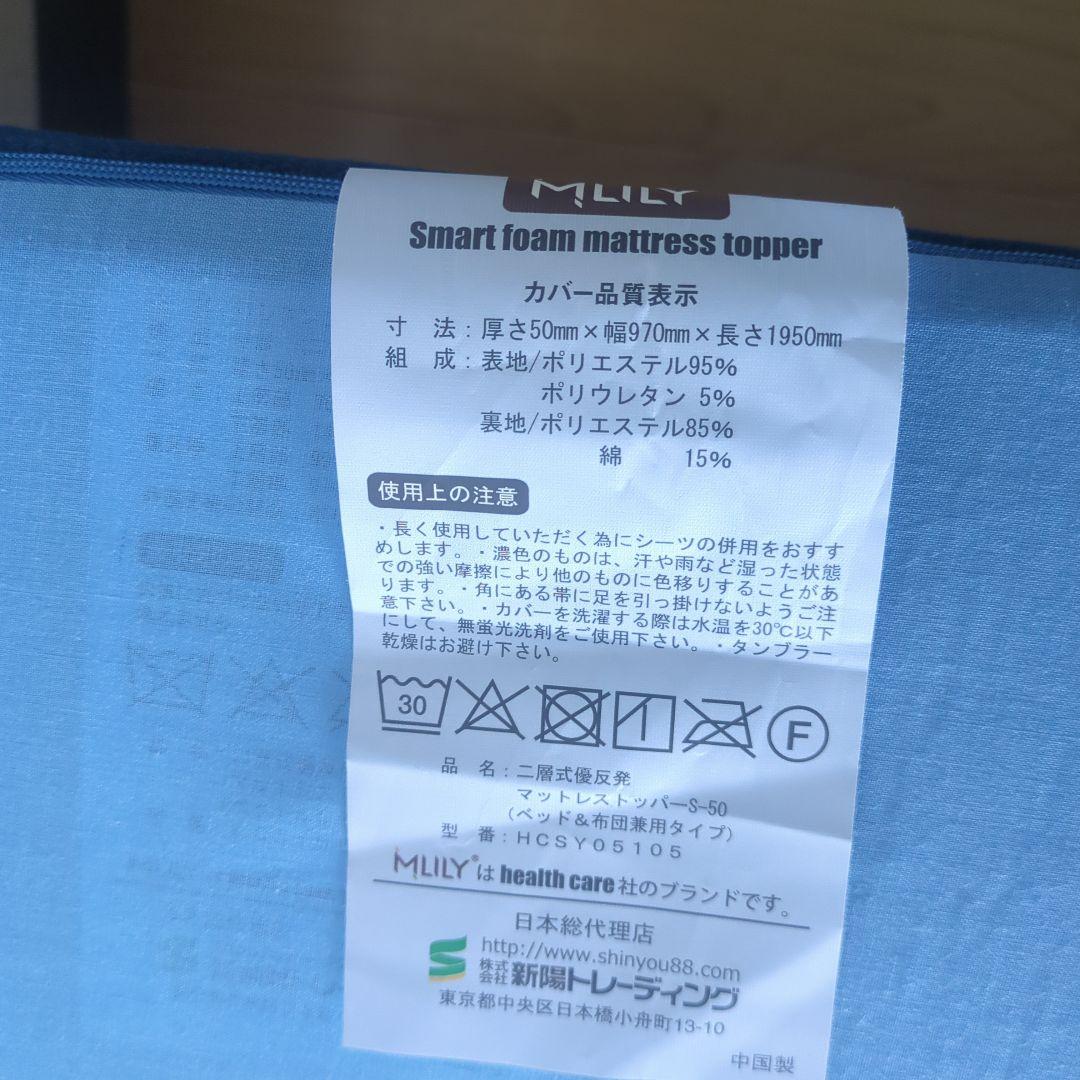 MLILY
Smart foam mattress topper
カバー品質表示
寸 法：厚さ50mm×幅970mm×長さ1950mm
組 成：表地/ポリエステル95%
ポリウレタン 5%
裏地/ポリエステル85%
綿 15%
使用上の注意
・長く使用していただく為にシーツの併用をおすす
めします。・濃色のものは、汗や雨など湿った状態
での強い摩擦により他のものに色移りすることがあ
ります。・角にある帯に足を引っ掛けないようご注
意下さい。・カバーを洗濯する際は水温を30℃以下
にして、無蛍光洗剤をご使用下さい。・タンブラー
乾燥はお避け下さい。
30 F
品 名：二層式優反発
マットレストッパーS-50
（ベッド＆布団兼用タイプ）
型 番：HCSY05105
MLILY®はhealth care社のブランドです。
日本総代理店
http://www.shinyou88.com
株式会社新陽トレーディング
東京都中央区日本橋小舟町13-10
中国製